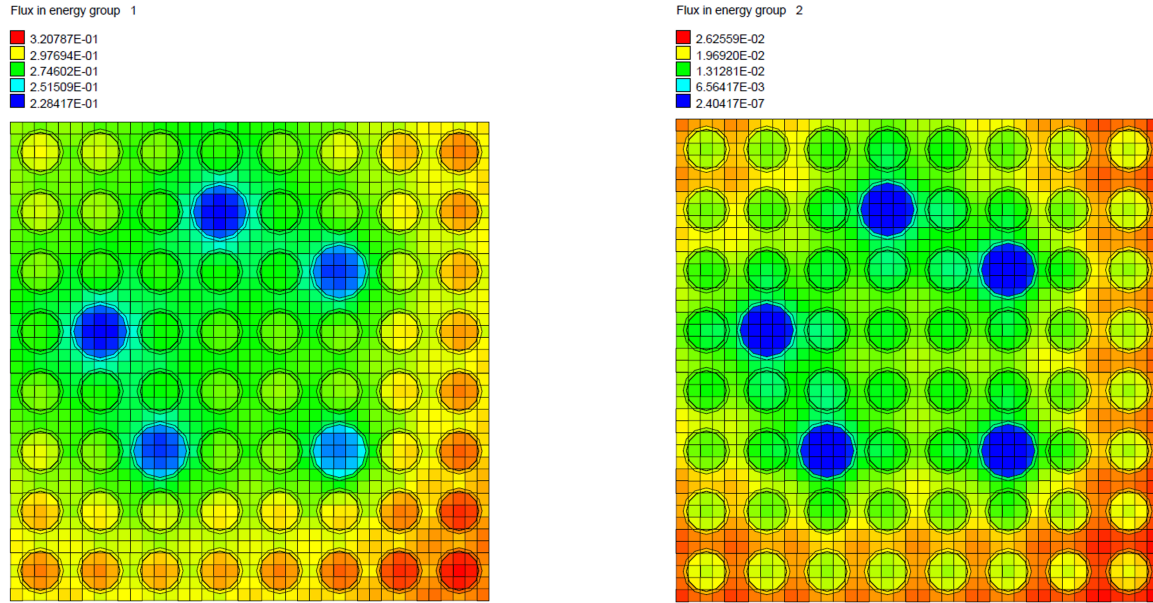 Flux in energy group 1
3.20787E-01
2.97694E-01
2.74602E-01
2.51509E-01
2.28417E-01
Flux in energy group 2
2.62559E-02
1.96920E-02
1.31281E-02
6.56417E-03
2.40417E-07